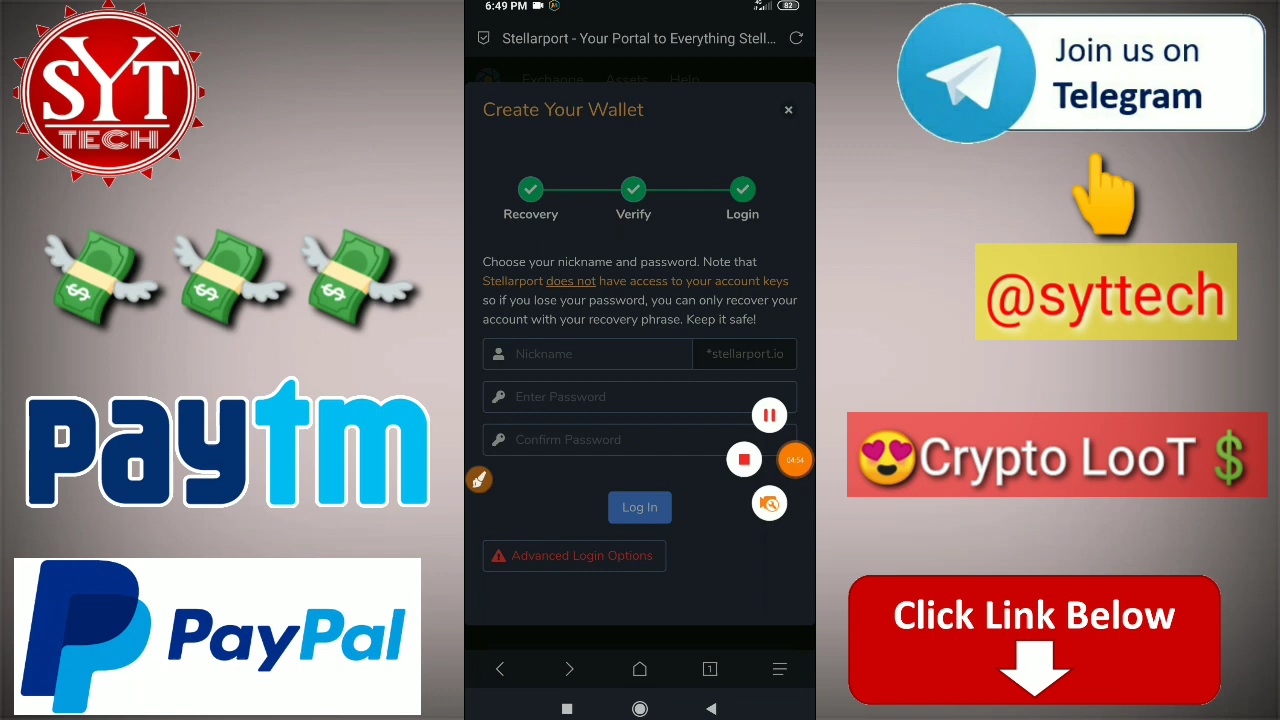 SYT
TECH
paytm
PayPal
6:49 PM
4G
82
Stellarport - Your Portal to Everything Stell...
Exchange Assets Help
Create Your Wallet
Recovery Verify Login
Choose your nickname and password. Note that
Stellarport does not have access to your account keys
so if you lose your password, you can only recover your
account with your recovery phrase. Keep it safe!
Nickname *stellarport.io
Enter Password
Confirm Password
04:54
Log In
Advanced Login Options
1
Join us on
Telegram
@syttech
😍Crypto LooT $
Click Link Below